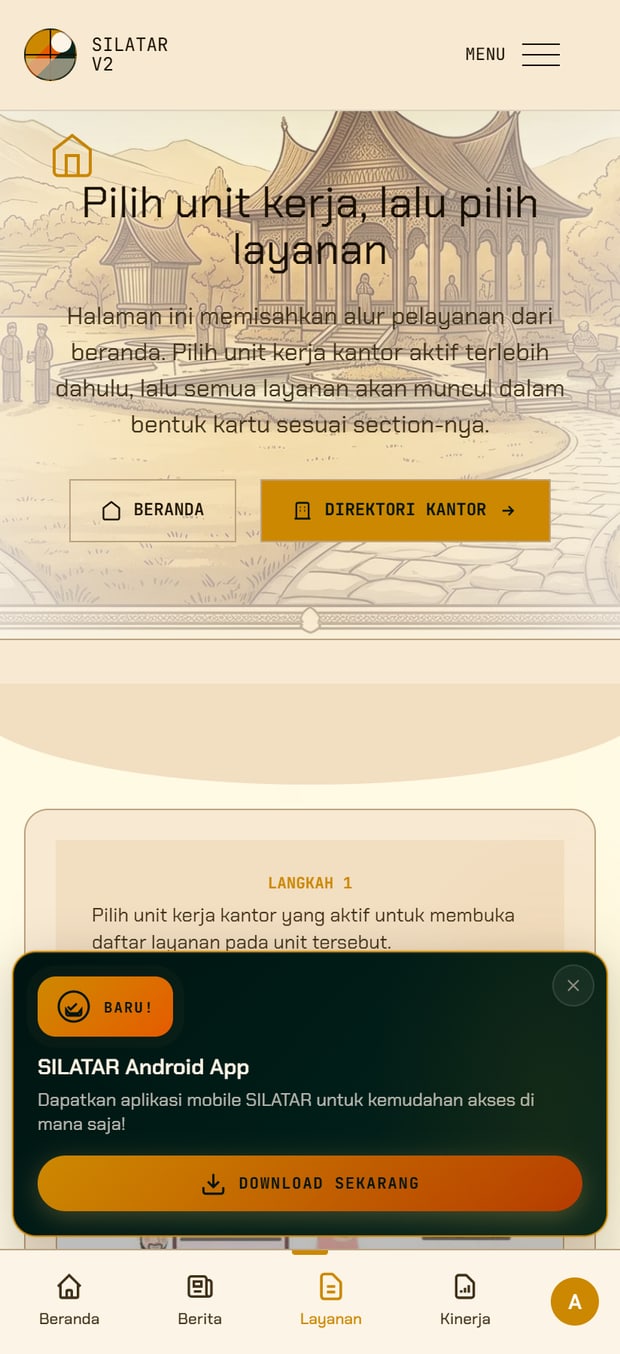 SILATAR
V2
MENU
Pilih unit kerja, lalu pilih
layanan
Halaman ini memisahkan alur pelayanan dari
beranda. Pilih unit kerja kantor aktif terlebih
dahulu, lalu semua layanan akan muncul dalam
bentuk kartu sesuai section-nya.
BERANDA
DIREKTORI KANTOR
LANGKAH 1
Pilih unit kerja kantor yang aktif untuk membuka
daftar layanan pada unit tersebut.
BARU!
SILATAR Android App
Dapatkan aplikasi mobile SILATAR untuk kemudahan akses di
mana saja!
DOWNLOAD SEKARANG
Beranda
Berita
Layanan
Kinerja
A